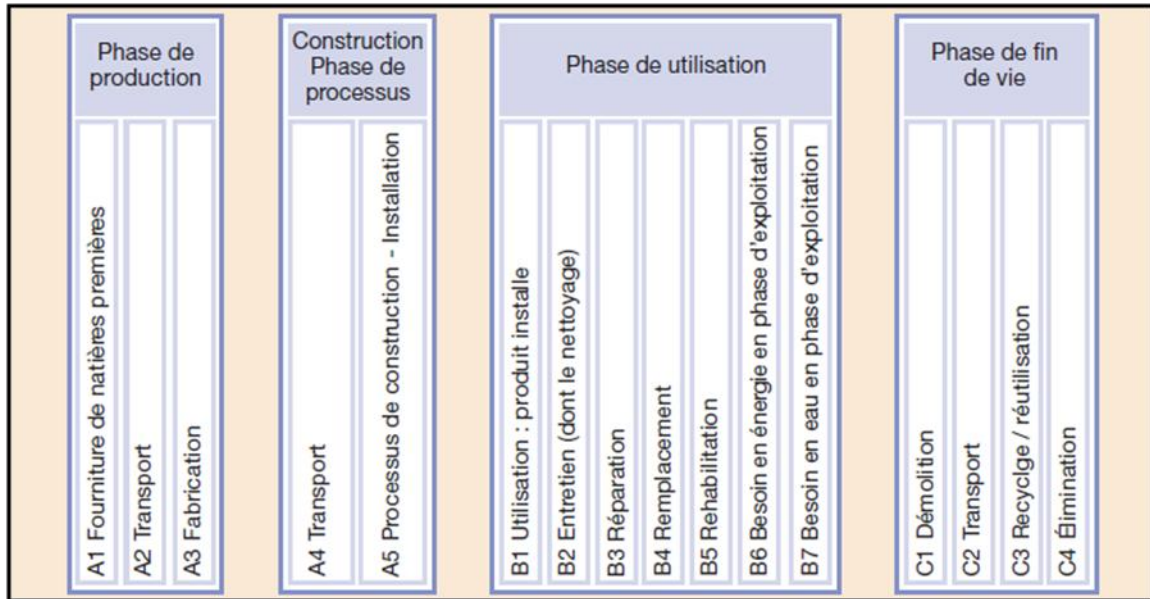 Phase de
production
A1 Fourniture de natières premières
A2 Transport
A3 Fabrication
Construction
Phase de
processus
A4 Transport
A5 Processus de construction - Installation
Phase de utilisation
B1 Utilisation : produit installe
B2 Entretien (dont le nettoyage)
B3 Réparation
B4 Remplacement
B5 Rehabilitation
B6 Besoin en énergie en phase d'exploitation
B7 Besoin en eau en phase d'exploitation
Phase de fin
de vie
C1 Démolition
C2 Transport
C3 Recyclge / réutilisation
C4 Élimination